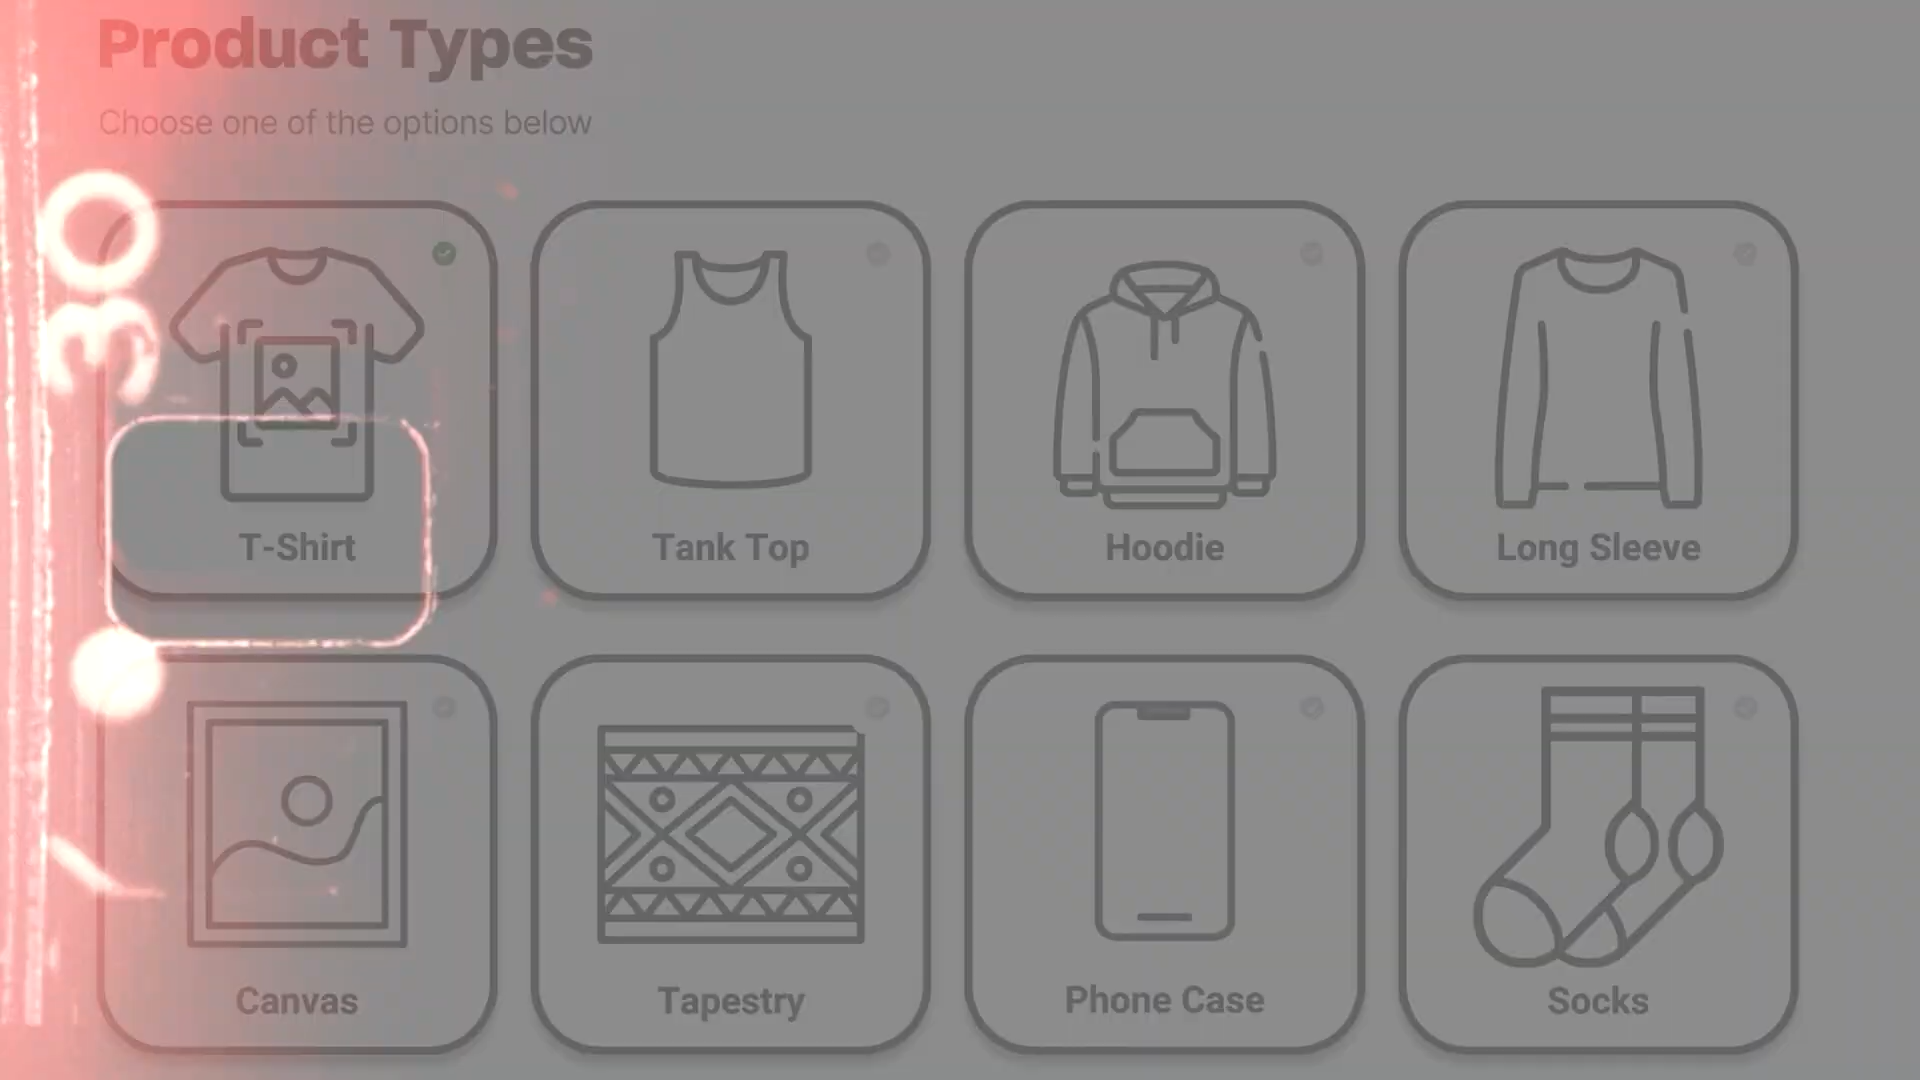 Product Types
Choose one of the options below
30
T-Shirt
Tank Top
Hoodie
Long Sleeve
Canvas
Tapestry
Phone Case
Socks